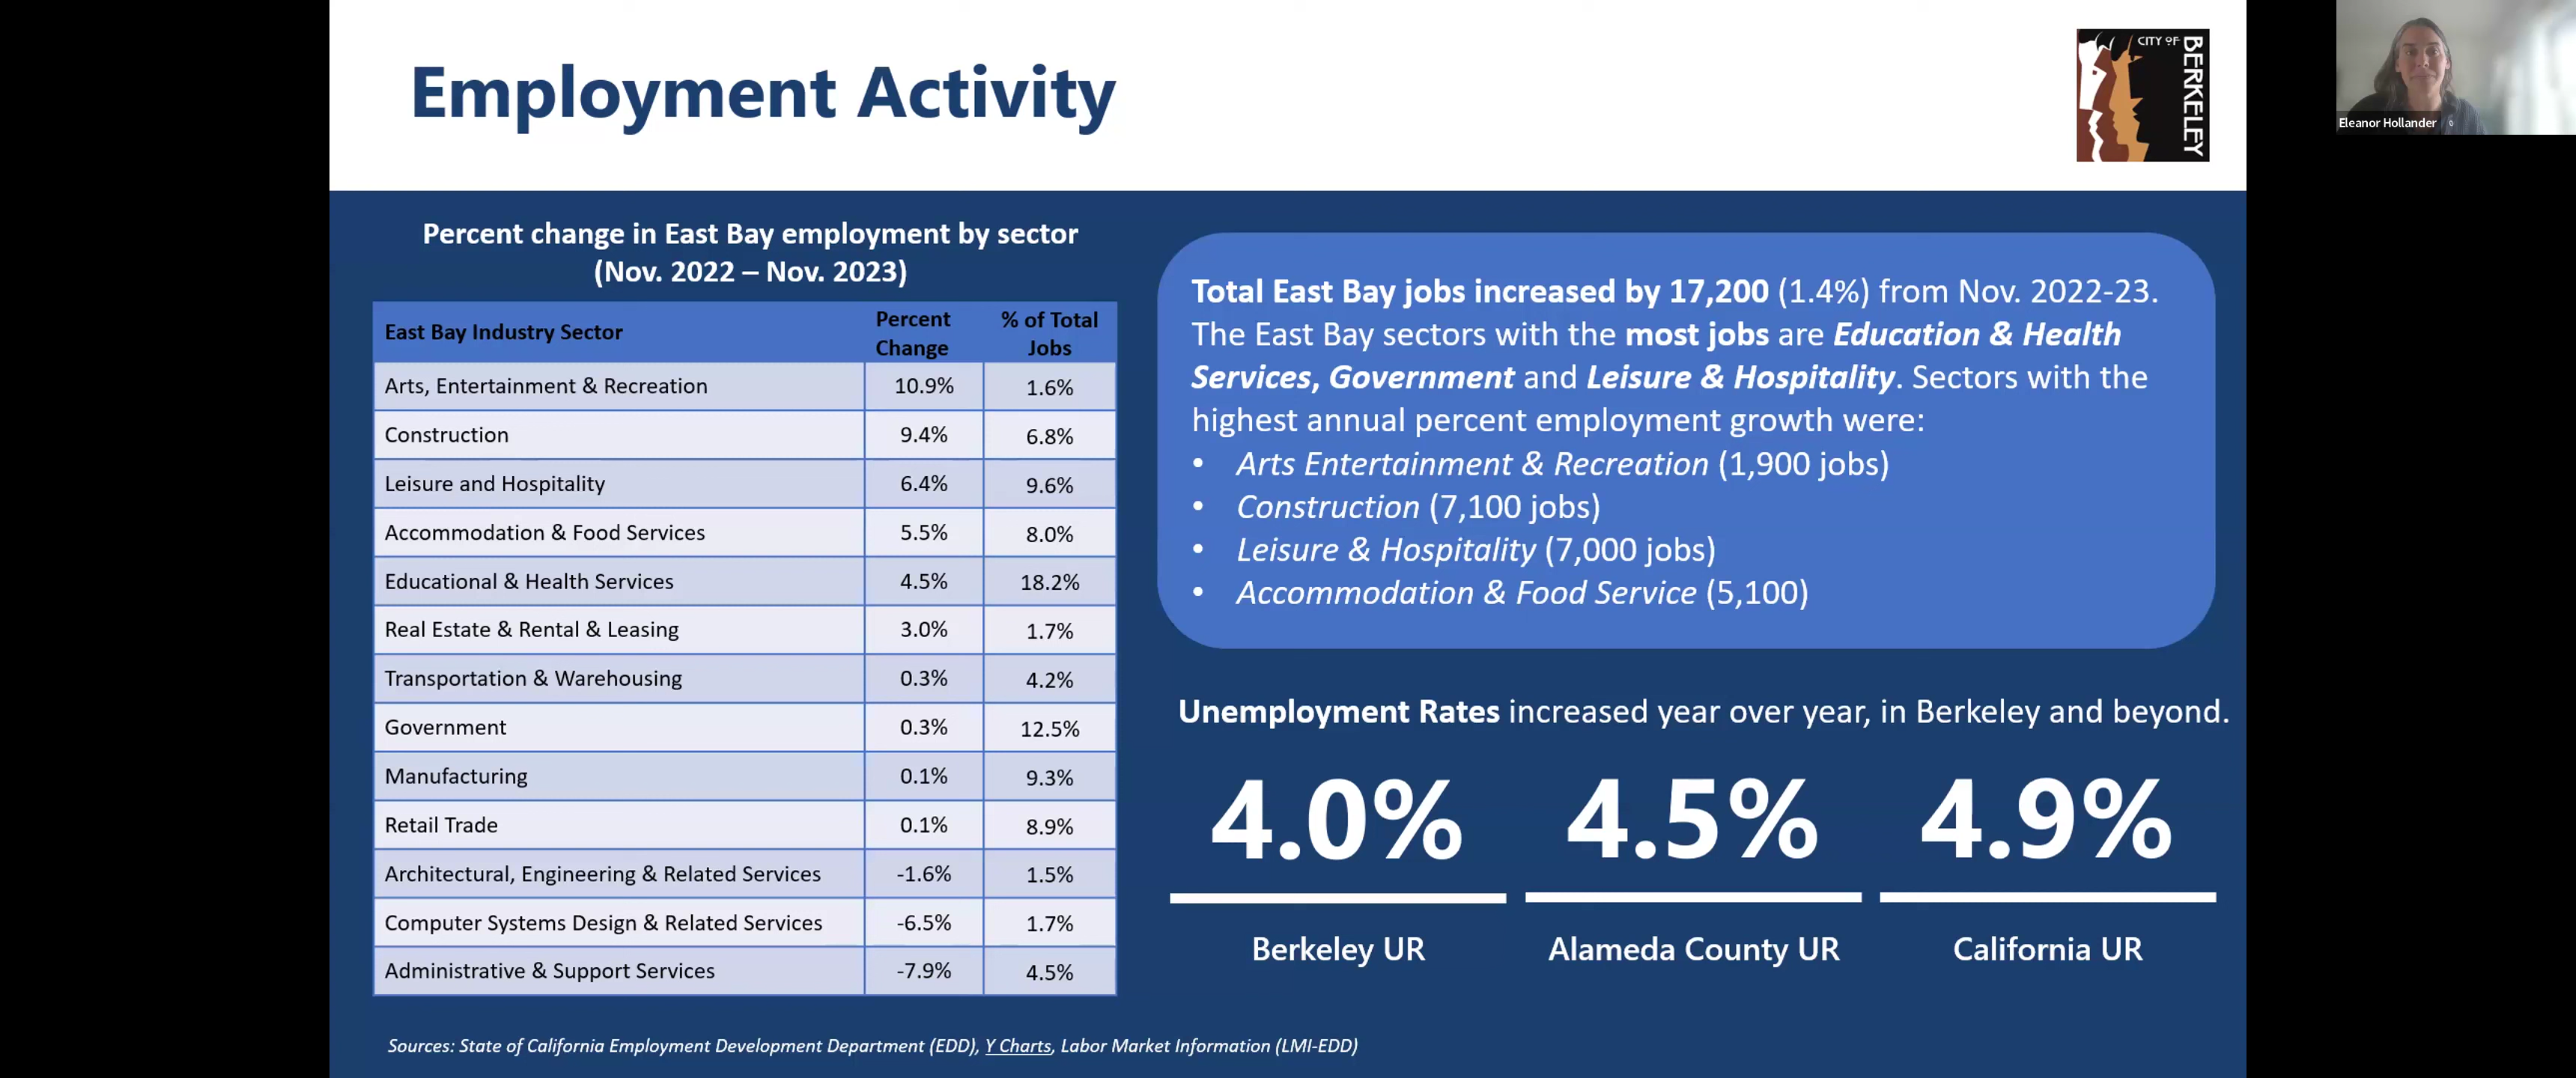 Employment Activity
CITY OF
BERKELEY
Eleanor Hollander
Percent change in East Bay employment by sector
(Nov. 2022 – Nov. 2023)
East Bay Industry Sector Percent Change % of Total Jobs
Arts, Entertainment & Recreation 10.9% 1.6%
Construction 9.4% 6.8%
Leisure and Hospitality 6.4% 9.6%
Accommodation & Food Services 5.5% 8.0%
Educational & Health Services 4.5% 18.2%
Real Estate & Rental & Leasing 3.0% 1.7%
Transportation & Warehousing 0.3% 4.2%
Government 0.3% 12.5%
Manufacturing 0.1% 9.3%
Retail Trade 0.1% 8.9%
Architectural, Engineering & Related Services -1.6% 1.5%
Computer Systems Design & Related Services -6.5% 1.7%
Administrative & Support Services -7.9% 4.5%
Total East Bay jobs increased by 17,200 (1.4%) from Nov. 2022-23.
The East Bay sectors with the most jobs are Education & Health
Services, Government and Leisure & Hospitality. Sectors with the
highest annual percent employment growth were:
• Arts Entertainment & Recreation (1,900 jobs)
• Construction (7,100 jobs)
• Leisure & Hospitality (7,000 jobs)
• Accommodation & Food Service (5,100)
Unemployment Rates increased year over year, in Berkeley and beyond.
4.0% 4.5% 4.9%
Berkeley UR Alameda County UR California UR
Sources: State of California Employment Development Department (EDD), Y Charts, Labor Market Information (LMI-EDD)